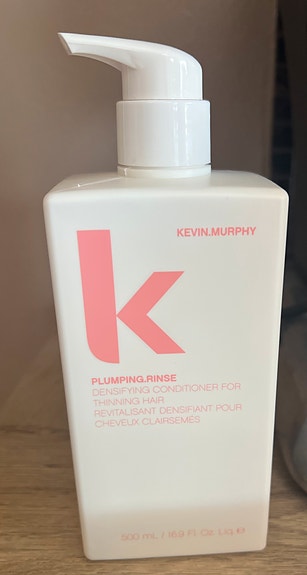 KEVIN.MURPHY
k
PLUMPING.RINSE
DENSIFYING CONDITIONER FOR
THINNING HAIR
REVITALISANT DENSIFIANT POUR
CHEVEUX CLAIRSEMES
500 mL / 16.9 Fl. Oz. Liq. ℮